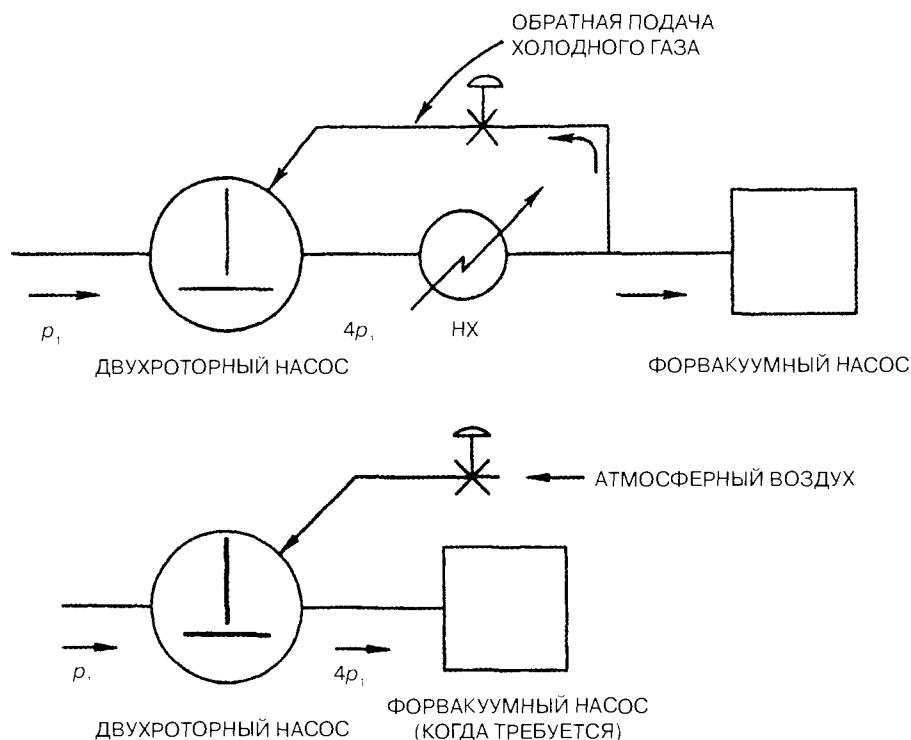 ОБРАТНАЯ ПОДАЧА
ХОЛОДНОГО ГАЗА
p₁
4p₁
НХ
ДВУХРОТОРНЫЙ НАСОС
ФОРВАКУУМНЫЙ НАСОС
АТМОСФЕРНЫЙ ВОЗДУХ
p₁
4p₁
ДВУХРОТОРНЫЙ НАСОС
ФОРВАКУУМНЫЙ НАСОС
(КОГДА ТРЕБУЕТСЯ)